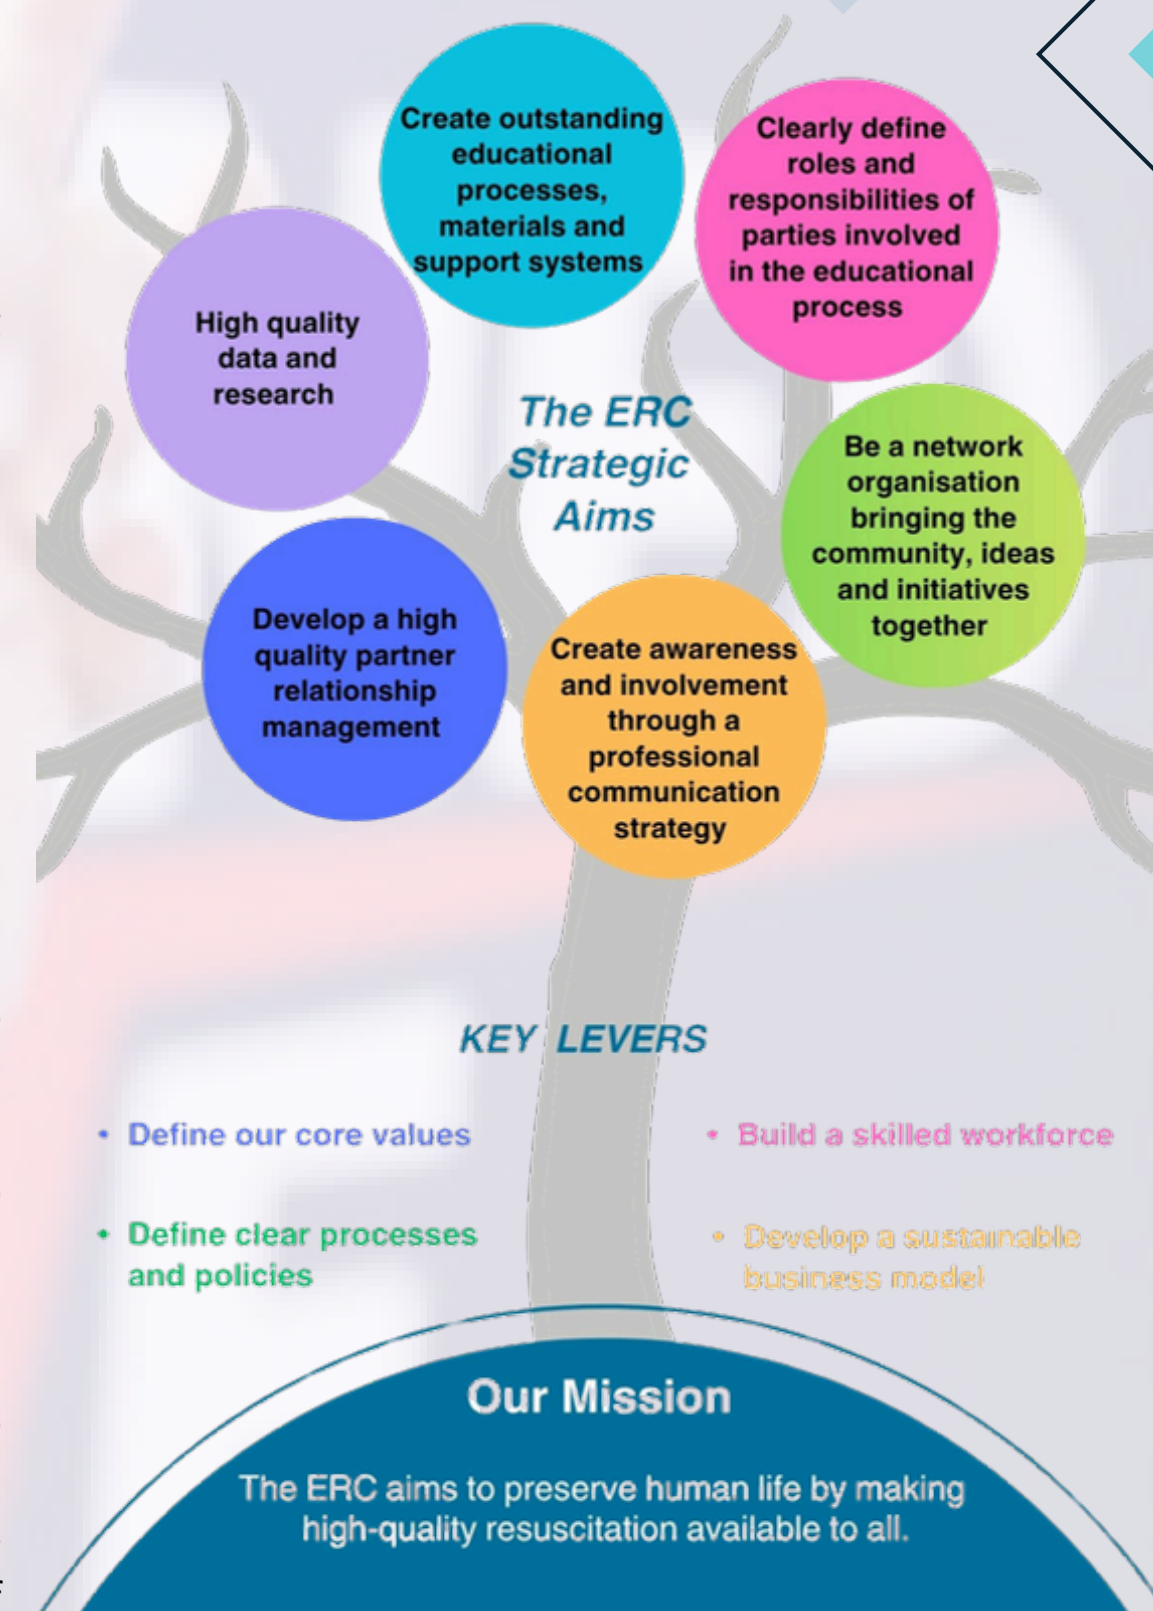 Create outstanding
educational
processes,
materials and
support systems
Clearly define
roles and
responsibilities of
parties involved
in the educational
process
High quality
data and
research
The ERC
Strategic
Aims
Be a network
organisation
bringing the
community, ideas
and initiatives
together
Develop a high
quality partner
relationship
management
Create awareness
and involvement
through a
professional
communication
strategy
KEY LEVERS
• Define our core values
• Define clear processes
and policies
• Build a skilled workforce
• Develop a sustainable
business model
Our Mission
The ERC aims to preserve human life by making
high-quality resuscitation available to all.